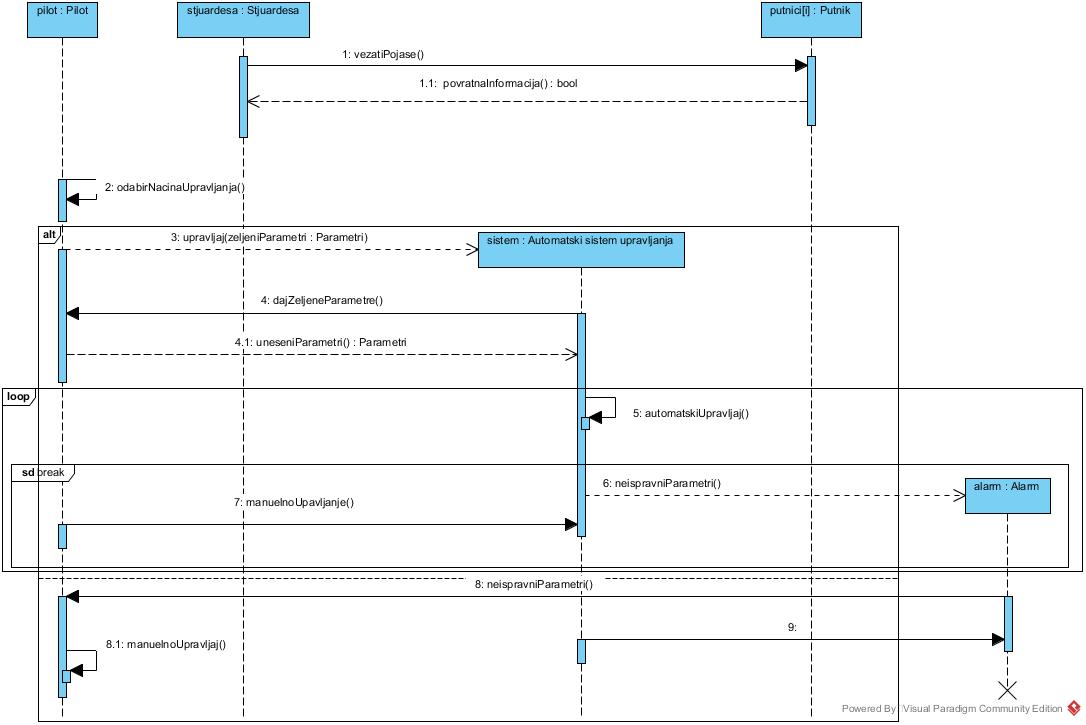 pilot : Pilot
stjuardesa : Stjuardesa
putnici[i] : Putnik
1: vezatiPojase()
1.1: povratnaInformacija() : bool
2: odabirNacinaUpravljanja()
alt
3: upravljaj(zeljeniParametri : Parametri)
sistem : Automatski sistem upravljanja
4: dajZeljeneParametre()
4.1: uneseniParametri() : Parametri
loop
5: automatskiUpravljaj()
sd break
6: neispravniParametri()
alarm : Alarm
7: manuelnoUpavljanje()
8: neispravniParametri()
9:
8.1: manuelnoUpravljaj()
Powered By Visual Paradigm Community Edition